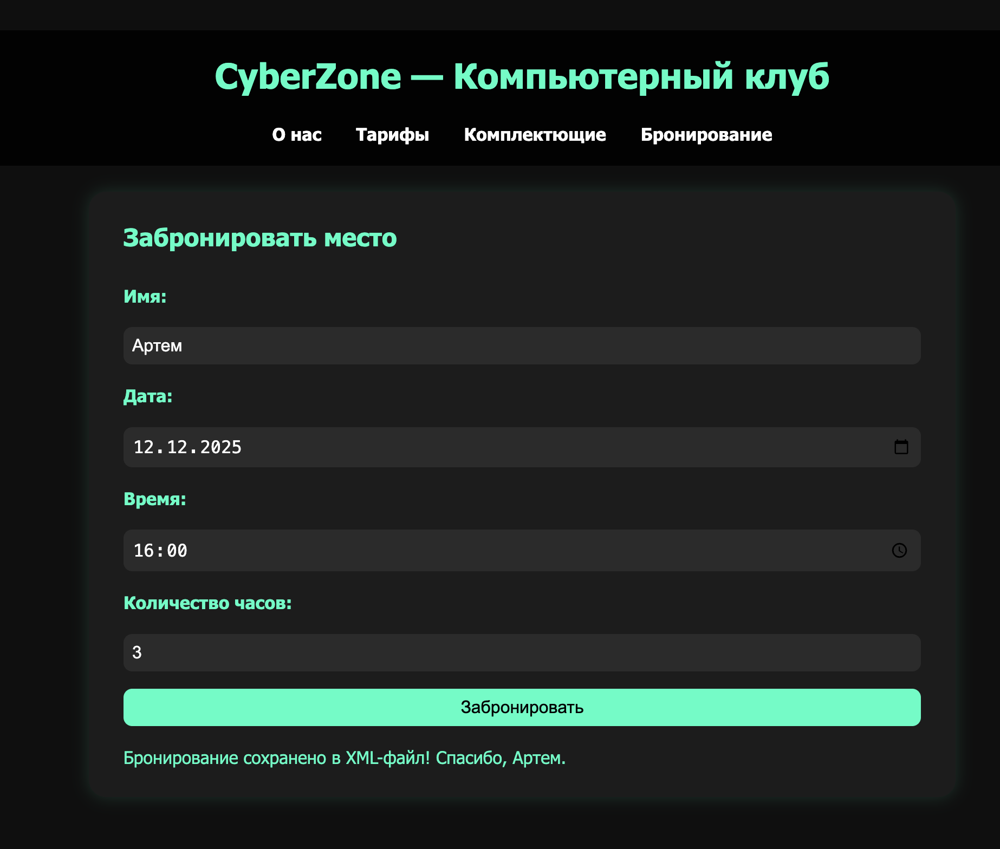 CyberZone — Компьютерный клуб
О нас Тарифы Комплектющие Бронирование
Забронировать место
Имя:
Артем
Дата:
12.12.2025
Время:
16:00
Количество часов:
3
Забронировать
Бронирование сохранено в XML-файл! Спасибо, Артем.